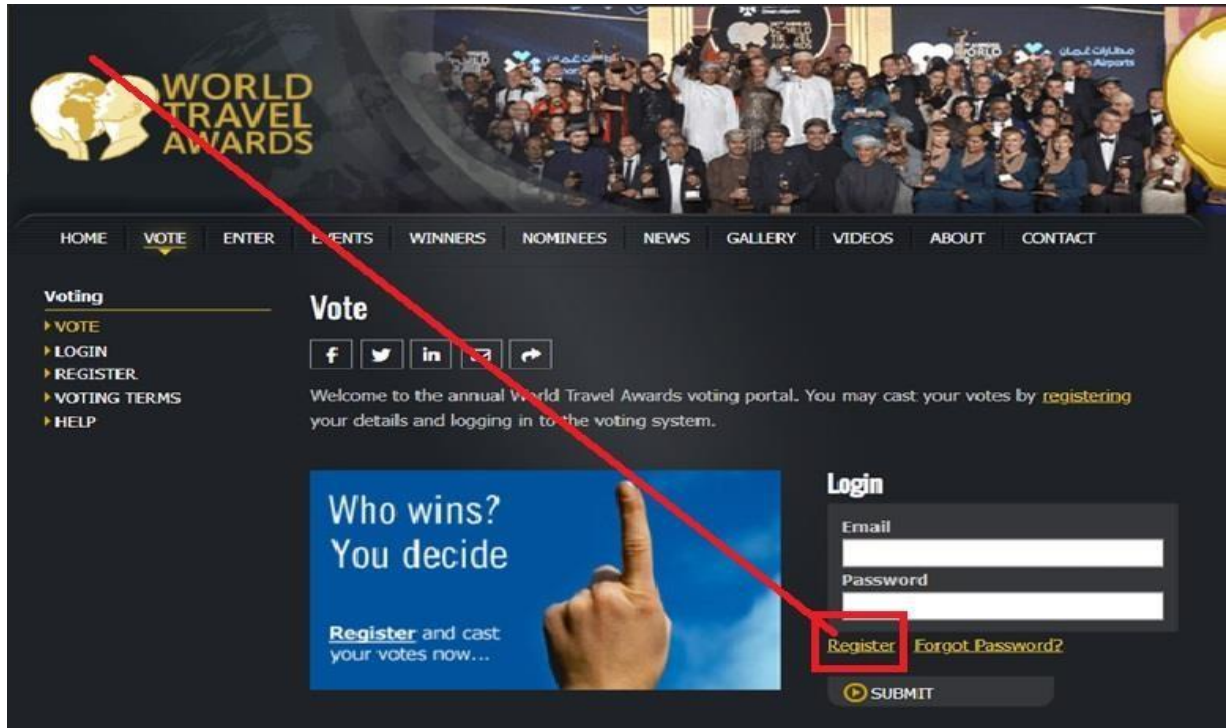 WORLD
TRAVEL
AWARDS
HOME VOTE ENTER EVENTS WINNERS NOMINEES NEWS GALLERY VIDEOS ABOUT CONTACT
Voting
VOTE
LOGIN
REGISTER
VOTING TERMS
HELP
Vote
Welcome to the annual World Travel Awards voting portal. You may cast your votes by registering
your details and logging in to the voting system.
Who wins?
You decide
Register and cast
your votes now...
Login
Email
Password
Register Forgot Password?
SUBMIT